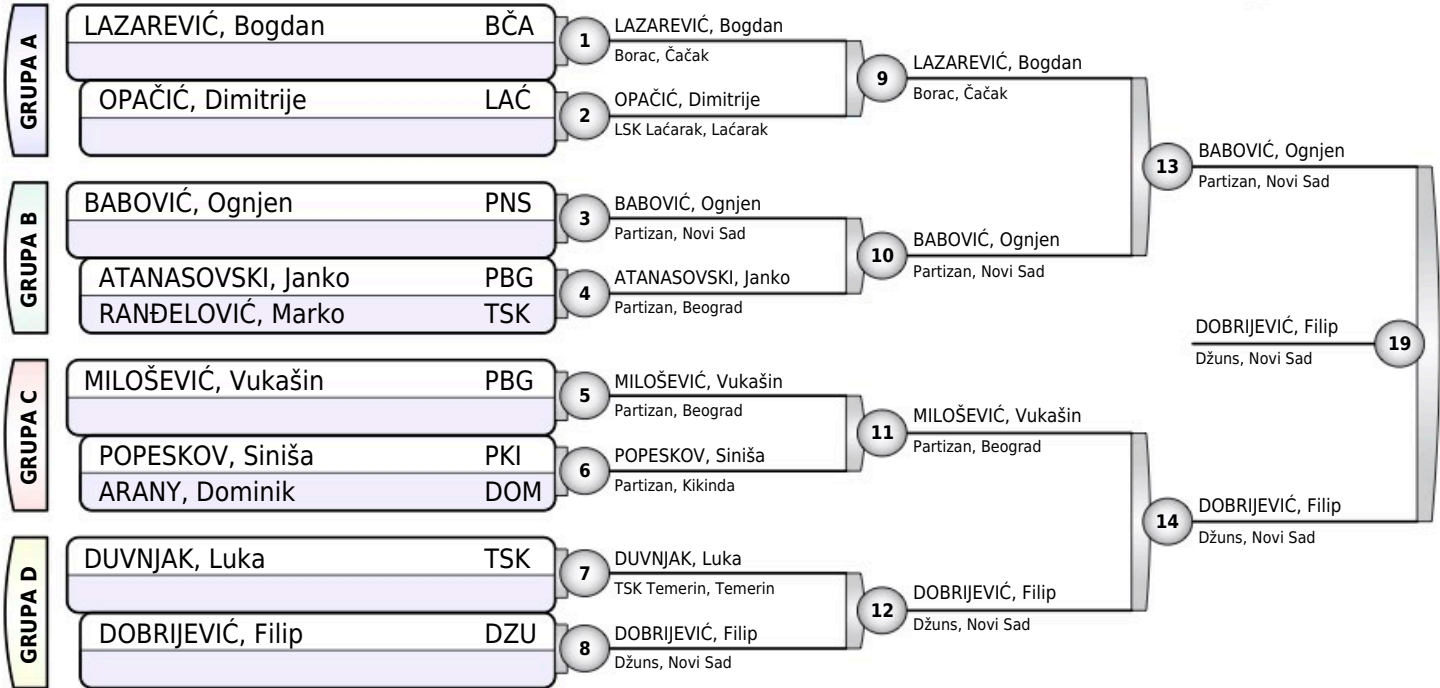 GRUPA A
LAZAREVIĆ, Bogdan BČA
OPAČIĆ, Dimitrije LAĆ
GRUPA B
BABOVIĆ, Ognjen PNS
ATANASOVSKI, Janko PBG
RANĐELOVIĆ, Marko TSK
GRUPA C
MILOŠEVIĆ, Vukašin PBG
POPESKOV, Siniša PKI
ARANY, Dominik DOM
GRUPA D
DUVNJAK, Luka TSK
DOBRIJEVIĆ, Filip DZU
1 LAZAREVIĆ, Bogdan
Borac, Čačak
2 OPAČIĆ, Dimitrije
LSK Laćarak, Laćarak
3 BABOVIĆ, Ognjen
Partizan, Novi Sad
4 ATANASOVSKI, Janko
Partizan, Beograd
5 MILOŠEVIĆ, Vukašin
Partizan, Beograd
6 POPESKOV, Siniša
Partizan, Kikinda
7 DUVNJAK, Luka
TSK Temerin, Temerin
8 DOBRIJEVIĆ, Filip
Džuns, Novi Sad
9 LAZAREVIĆ, Bogdan
Borac, Čačak
10 BABOVIĆ, Ognjen
Partizan, Novi Sad
11 MILOŠEVIĆ, Vukašin
Partizan, Beograd
12 DOBRIJEVIĆ, Filip
Džuns, Novi Sad
13 BABOVIĆ, Ognjen
Partizan, Novi Sad
14 DOBRIJEVIĆ, Filip
Džuns, Novi Sad
DOBRIJEVIĆ, Filip 19
Džuns, Novi Sad